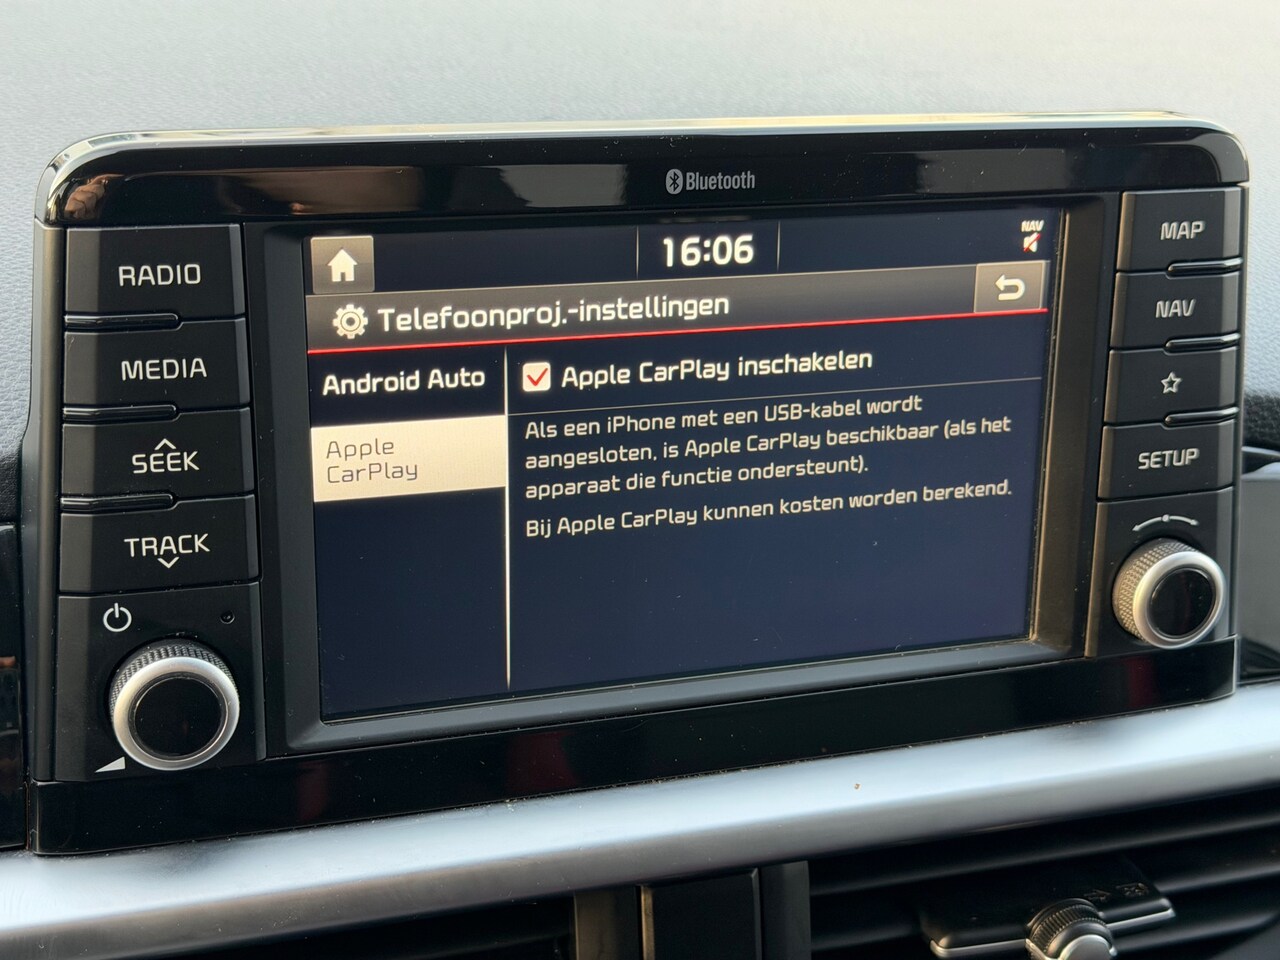 Bluetooth
RADIO
MEDIA
SEEK
TRACK
16:06
NAV
Telefoonproj.-instellingen
Android Auto
Apple
CarPlay
Apple CarPlay inschakelen
Als een iPhone met een USB-kabel wordt
aangesloten, is Apple CarPlay beschikbaar (als het
apparaat die functie ondersteunt).
Bij Apple CarPlay kunnen kosten worden berekend.
MAP
NAV
SETUP